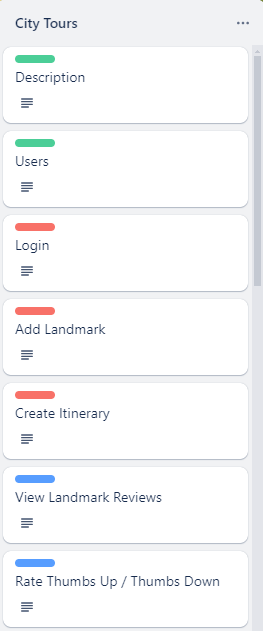 City Tours
Description
Users
Login
Add Landmark
Create Itinerary
View Landmark Reviews
Rate Thumbs Up / Thumbs Down